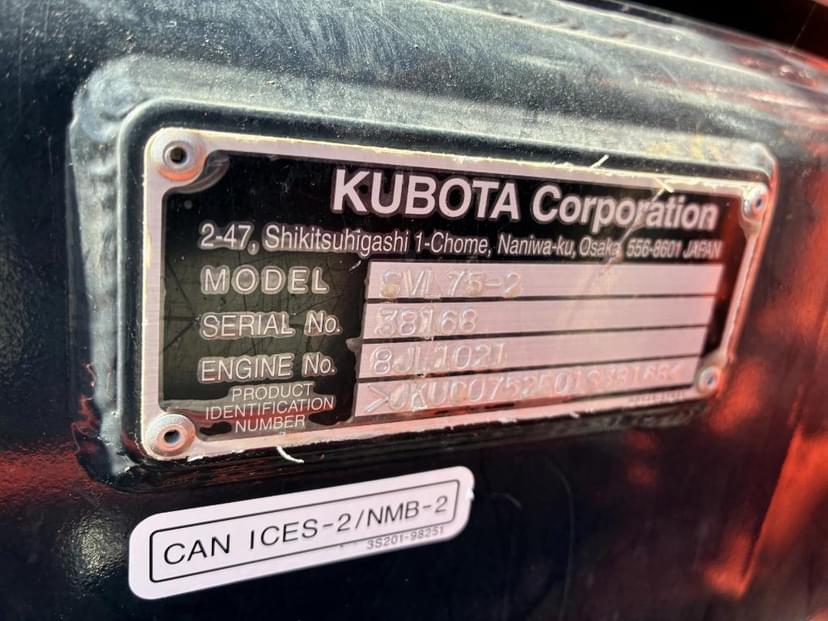 KUBOTA Corporation
2-47, Shikitsuhigashi 1-Chome, Naniwa-ku, Osaka, 556-8601 JAPAN
MODEL SVL75-2
SERIAL No. 38168
ENGINE No. 8JL1021
PRODUCT
IDENTIFICATION
NUMBER
CAN ICES-2/NMB-2
3S201-98251